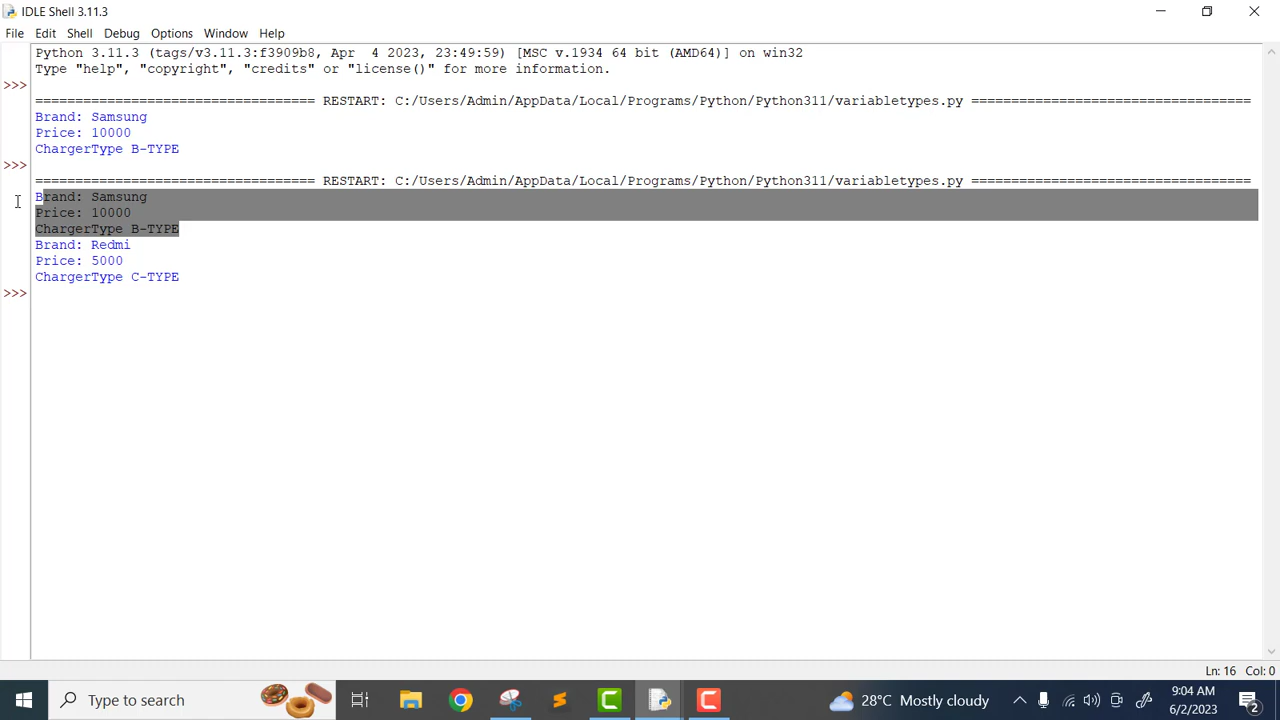 IDLE Shell 3.11.3
File Edit Shell Debug Options Window Help
Python 3.11.3 (tags/v3.11.3:f3909b8, Apr  4 2023, 23:49:59) [MSC v.1934 64 bit (AMD64)] on win32
Type "help", "copyright", "credits" or "license()" for more information.
>>>
=================================== RESTART: C:/Users/Admin/AppData/Local/Programs/Python/Python311/variabletypes.py ===================================
Brand: Samsung
Price: 10000
ChargerType B-TYPE
>>>
=================================== RESTART: C:/Users/Admin/AppData/Local/Programs/Python/Python311/variabletypes.py ===================================
Brand: Samsung
Price: 10000
ChargerType B-TYPE
Brand: Redmi
Price: 5000
ChargerType C-TYPE
>>>
Ln: 16 Col: 0
Type here to search
28°C Mostly cloudy
9:04 AM
6/2/2023
2